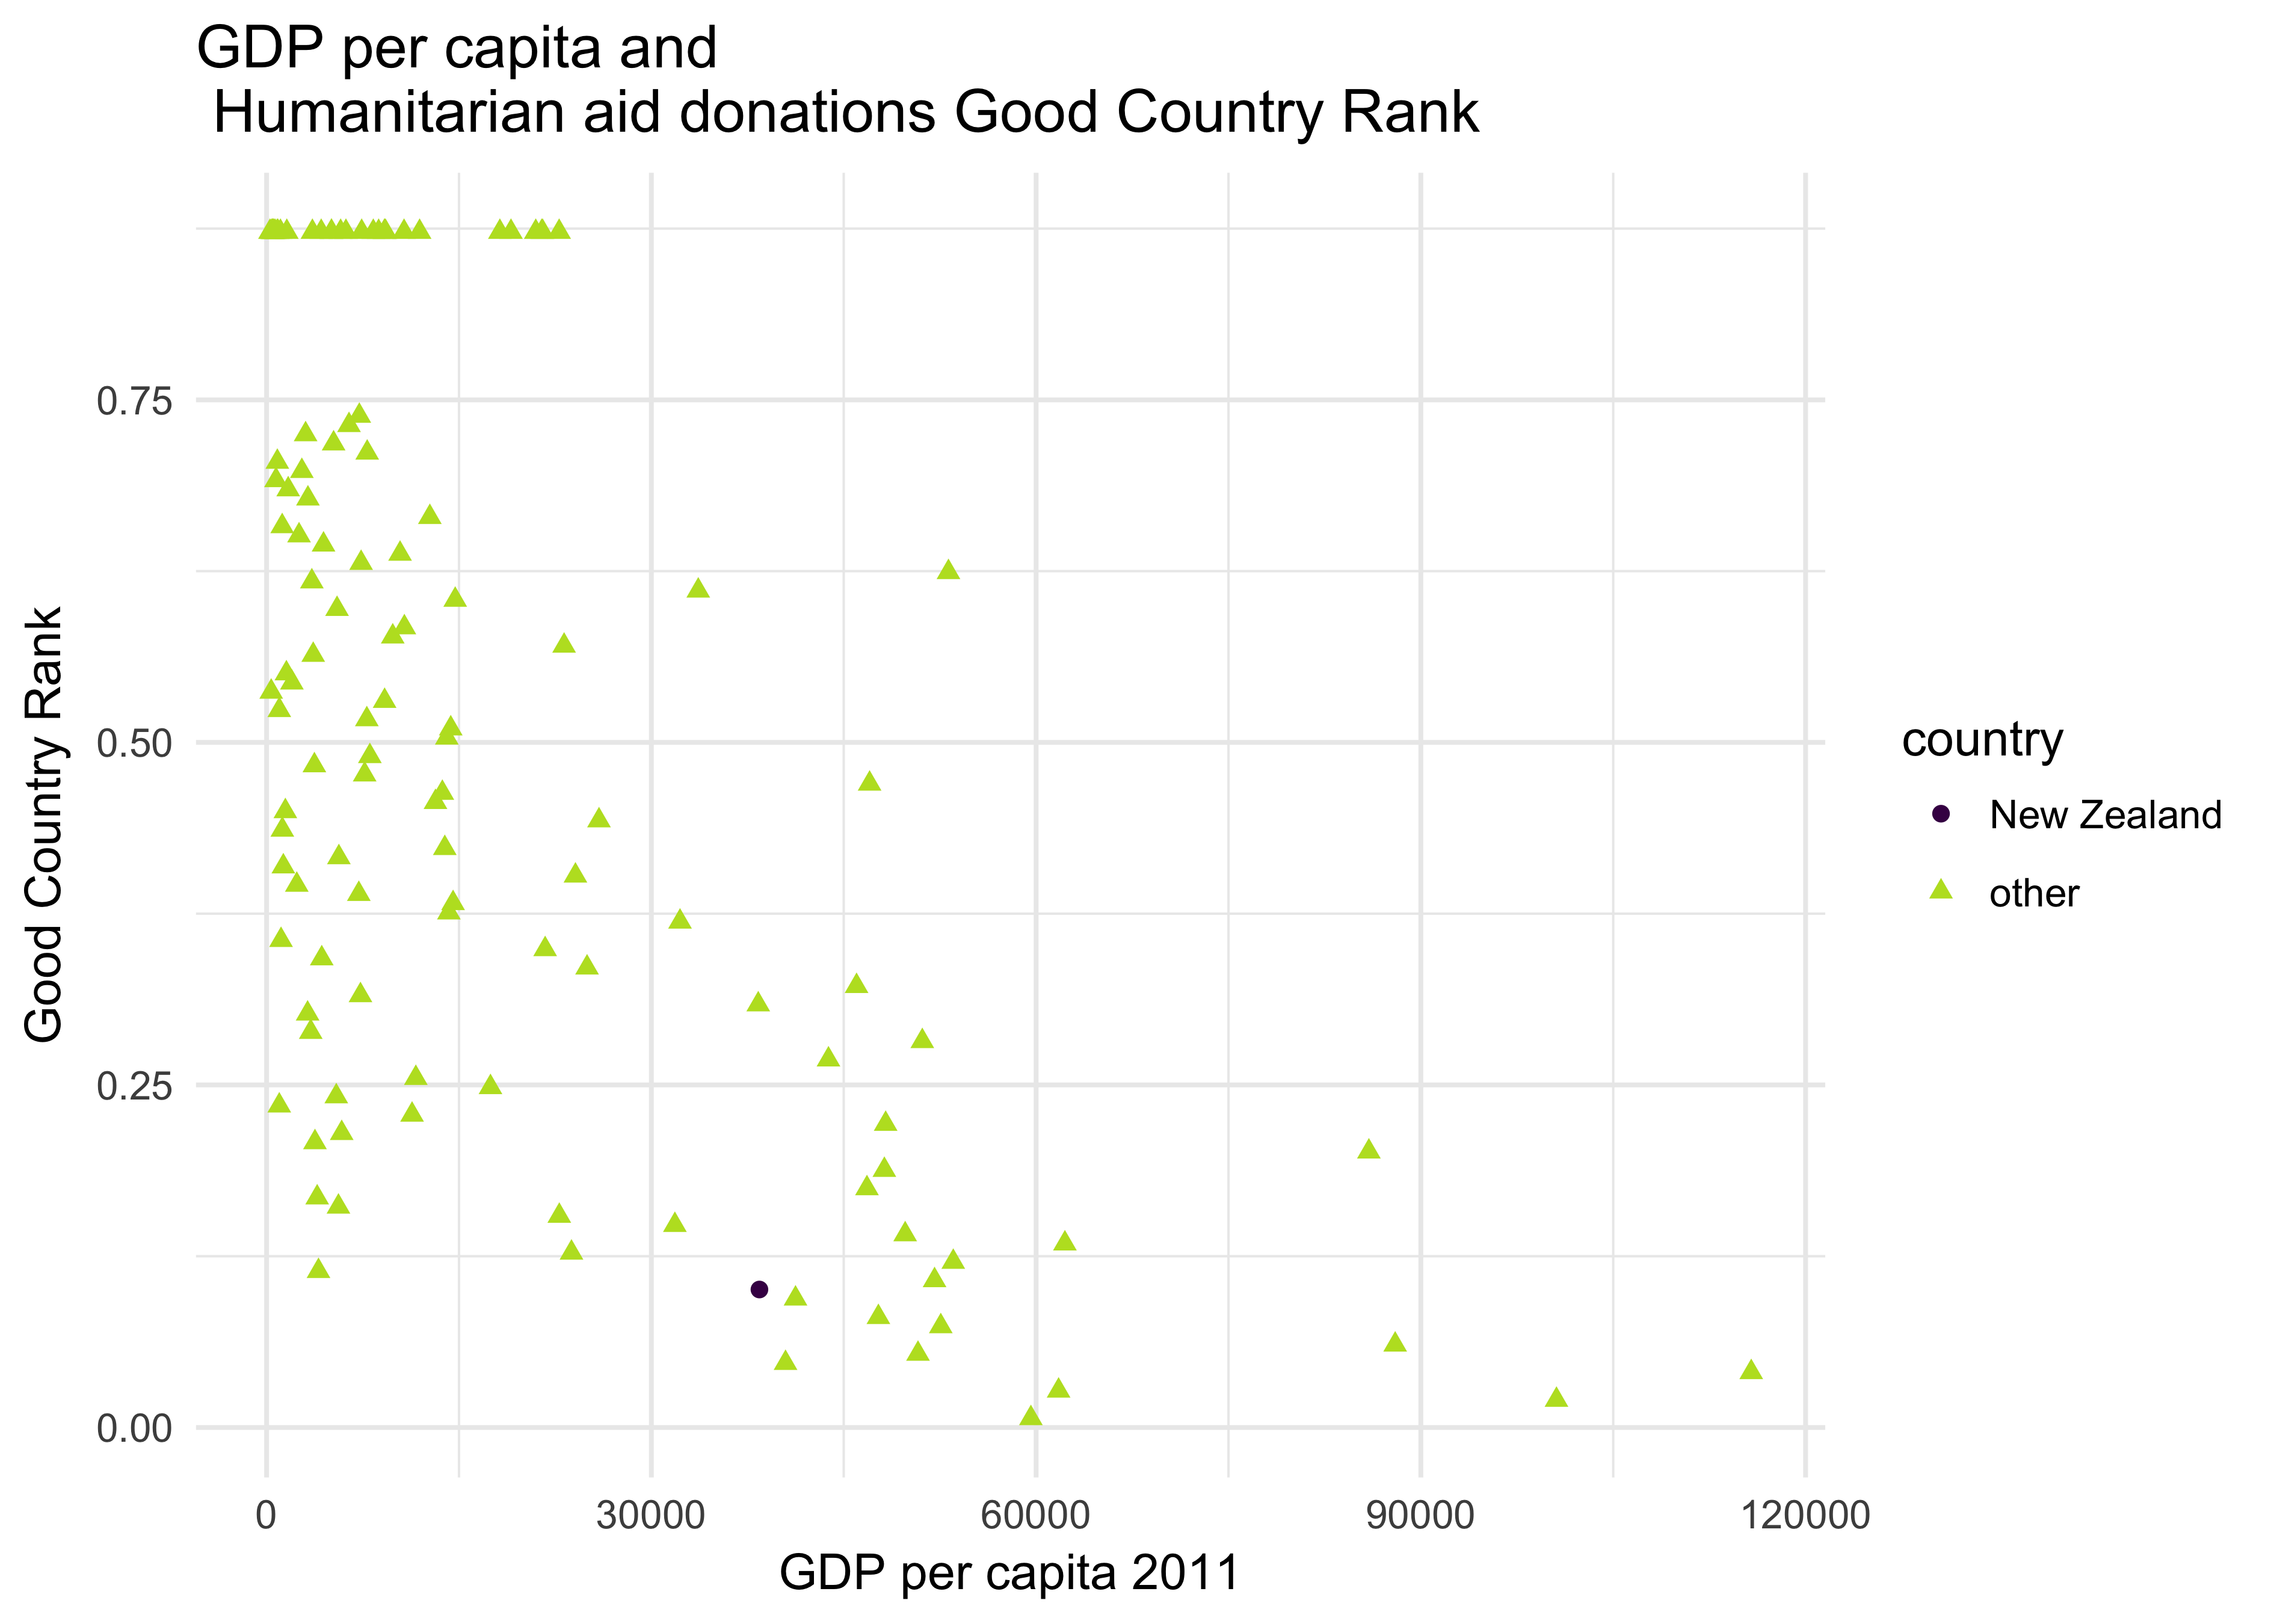 GDP per capita and
Humanitarian aid donations Good Country Rank
Good Country Rank
0.75
0.50
0.25
0.00
0
30000
60000
90000
120000
GDP per capita 2011
country
New Zealand
other